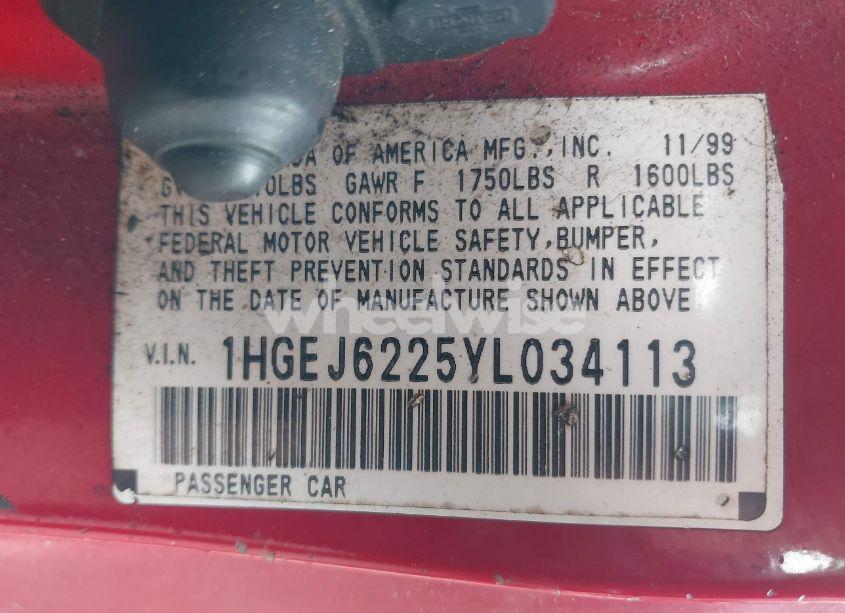 OF AMERICA MFG., INC. 11/99
GAWR F 1750LBS R 1600LBS
THIS VEHICLE CONFORMS TO ALL APPLICABLE
FEDERAL MOTOR VEHICLE SAFETY,BUMPER,
AND THEFT PREVENTION STANDARDS IN EFFECT
ON THE DATE OF MANUFACTURE SHOWN ABOVE
wheelwise
V.I.N. 1HGEJ6225YL034113
PASSENGER CAR